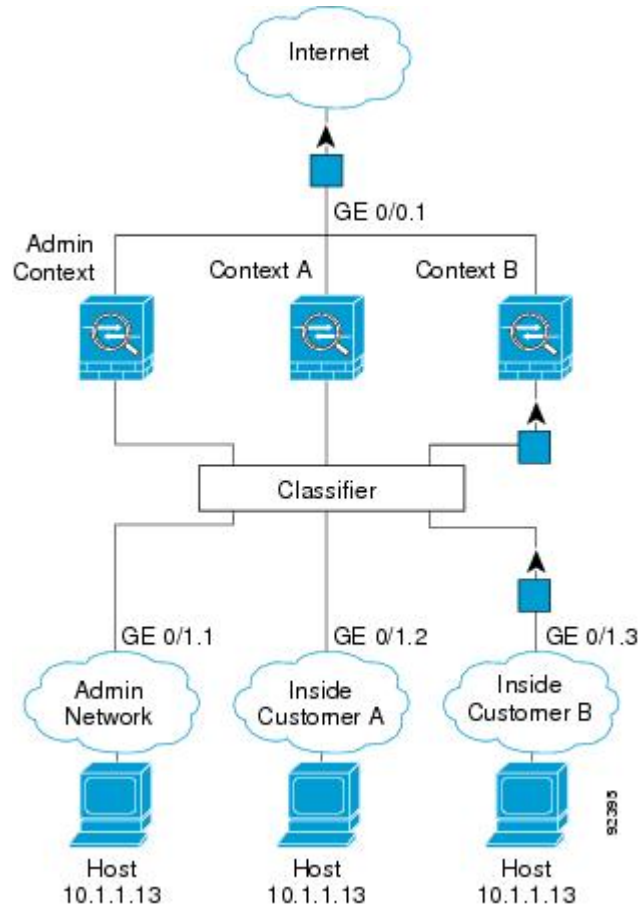 Internet
GE 0/0.1
Admin
Context
Context A
Context B
Classifier
GE 0/1.1
GE 0/1.2
GE 0/1.3
Admin
Network
Inside
Customer A
Inside
Customer B
92395
Host
10.1.1.13
Host
10.1.1.13
Host
10.1.1.13